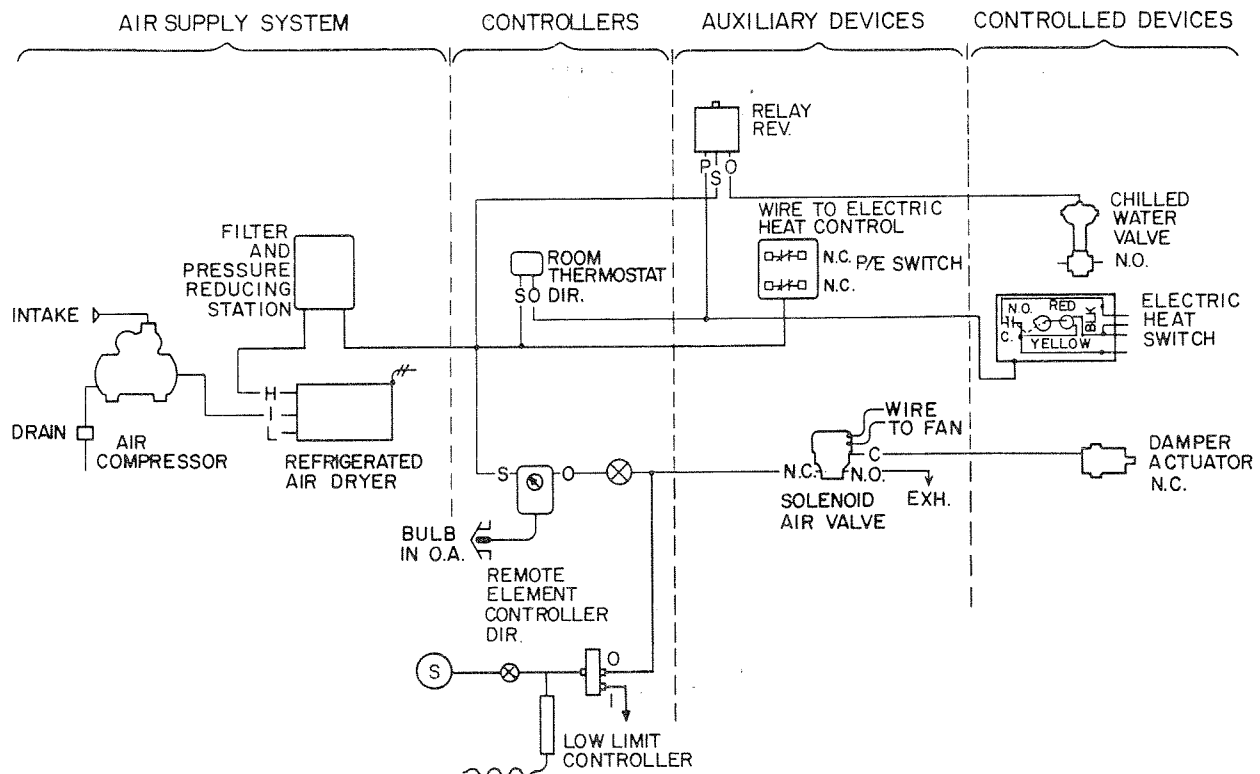 AIR SUPPLY SYSTEM
CONTROLLERS
AUXILIARY DEVICES
CONTROLLED DEVICES
RELAY
REV.
P
S
O
WIRE TO ELECTRIC
HEAT CONTROL
N.C.
N.C.
P/E SWITCH
CHILLED
WATER
VALVE
N.O.
FILTER
AND
PRESSURE
REDUCING
STATION
ROOM
THERMOSTAT
DIR.
S O
INTAKE
N.O.
RED
BLK
C.
YELLOW
ELECTRIC
HEAT
SWITCH
H
I
L
DRAIN
AIR
COMPRESSOR
REFRIGERATED
AIR DRYER
WIRE
TO FAN
C
S
O
N.C.
N.O.
EXH.
SOLENOID
AIR VALVE
DAMPER
ACTUATOR
N.C.
BULB
IN O.A.
REMOTE
ELEMENT
CONTROLLER
DIR.
S
O
I
LOW LIMIT
CONTROLLER